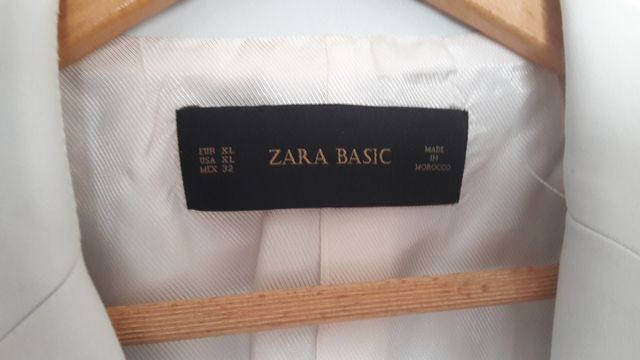 EUR XL
USA XL
MEX 32
ZARA BASIC
MADE
IN
MOROCCO